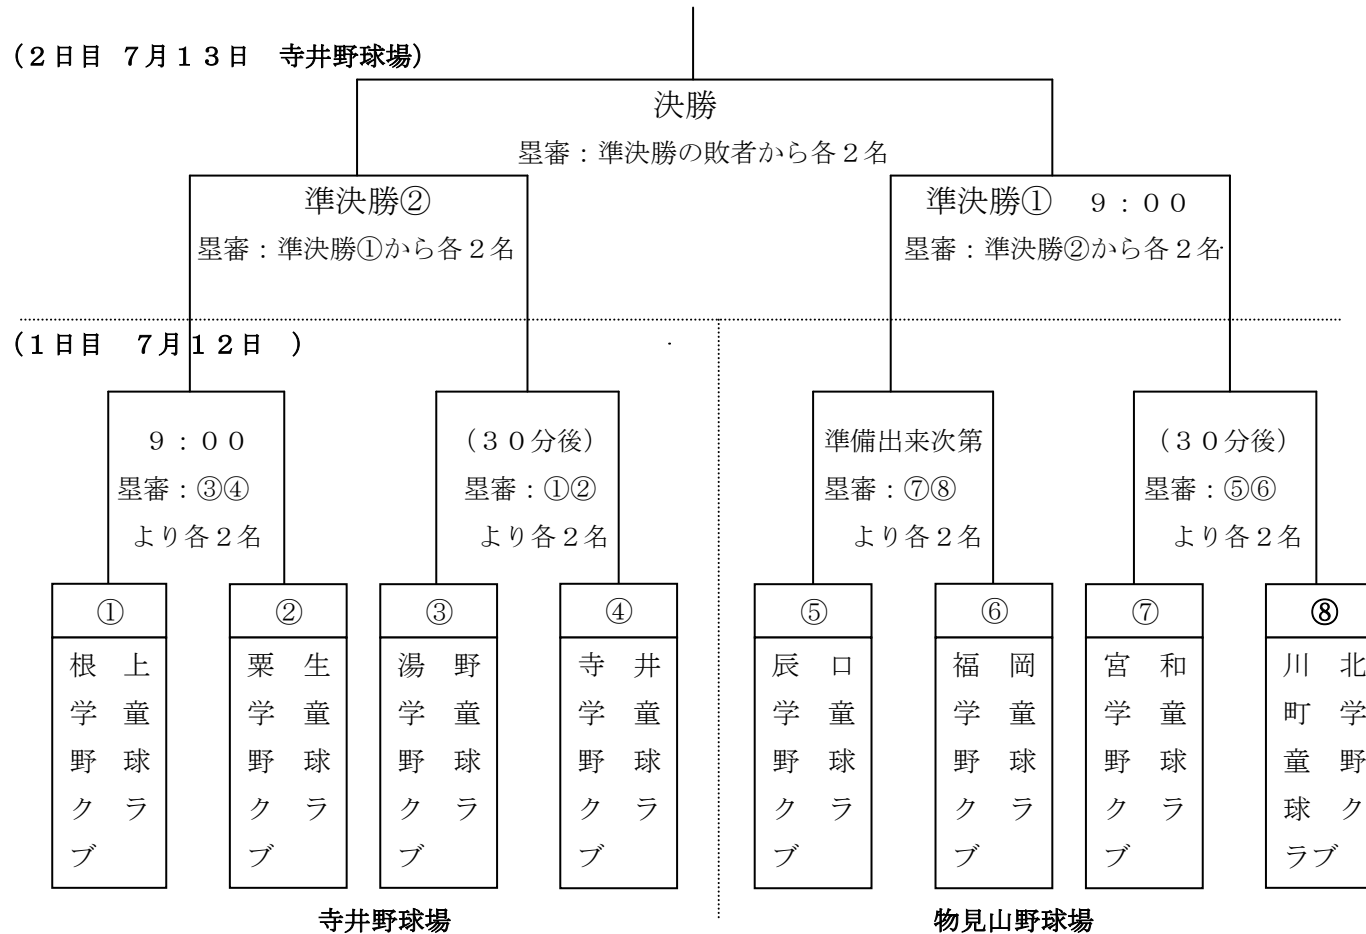 (２日目 ７月１３日　寺井野球場)
決勝
塁審：準決勝の敗者から各２名
準決勝②
塁審：準決勝①から各２名
準決勝①　９：００
塁審：準決勝②から各２名
(１日目　７月１２日　)
９：００
塁審：③④
より各２名
（３０分後）
塁審：①②
より各２名
準備出来次第
塁審：⑦⑧
より各２名
（３０分後）
塁審：⑤⑥
より各２名
①
根上
学童
野球
クラ
ブ
②
粟生
学童
野球
クラ
ブ
③
湯野
学童
野球
クラ
ブ
④
寺井
学童
野球
クラ
ブ
⑤
辰口
学童
野球
クラ
ブ
⑥
福岡
学童
野球
クラ
ブ
⑦
宮和
学童
野球
クラ
ブ
⑧
川北
町学
童野
球ク
ラブ
寺井野球場
物見山野球場